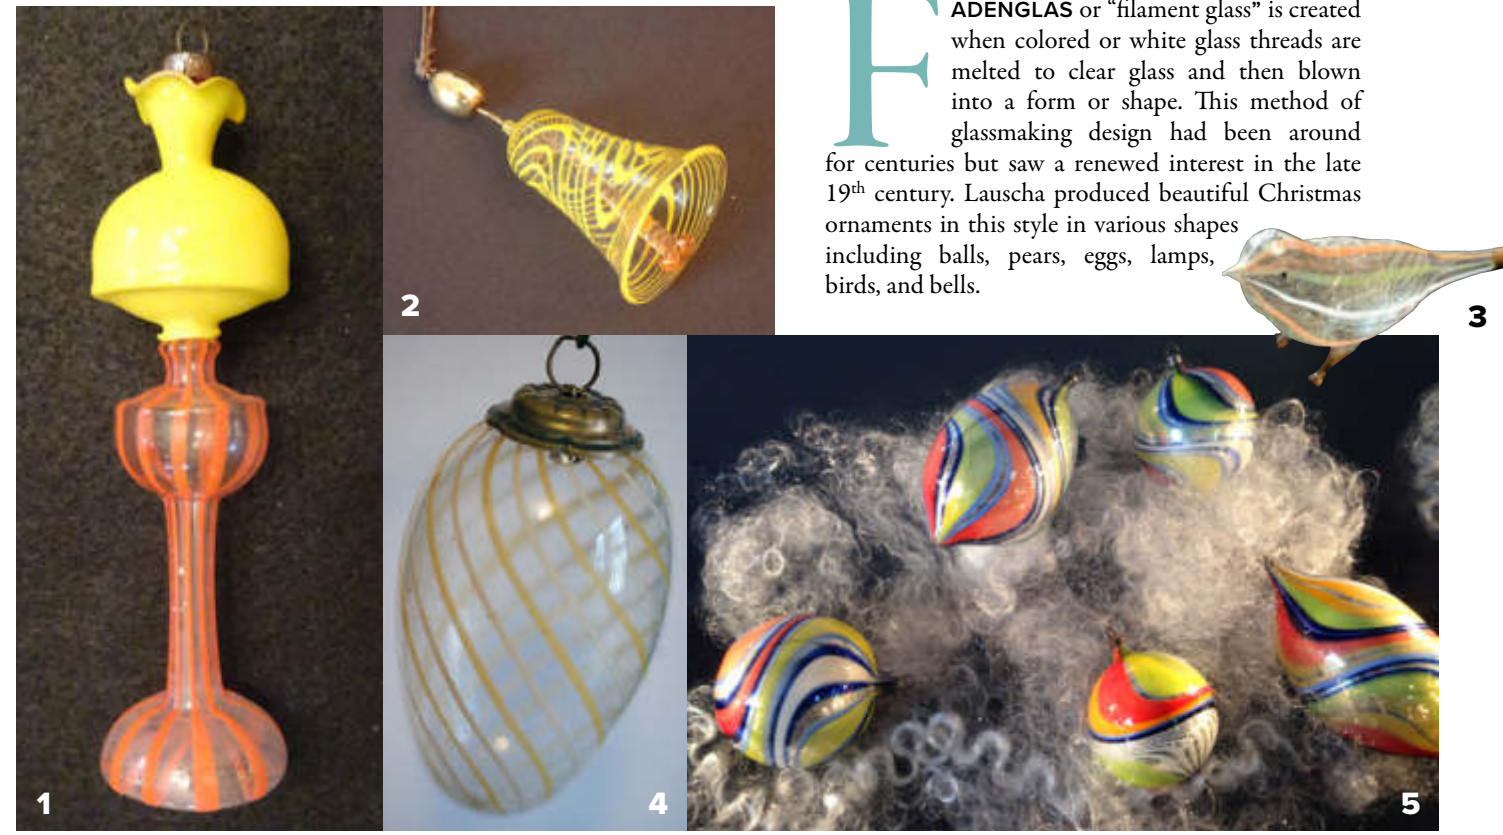 FADENGLAS or “filament glass” is created
when colored or white glass threads are
melted to clear glass and then blown
into a form or shape. This method of
glassmaking design had been around
for centuries but saw a renewed interest in the late
19th century. Lauscha produced beautiful Christmas
ornaments in this style in various shapes
including balls, pears, eggs, lamps,
birds, and bells.
1
2
3
4
5